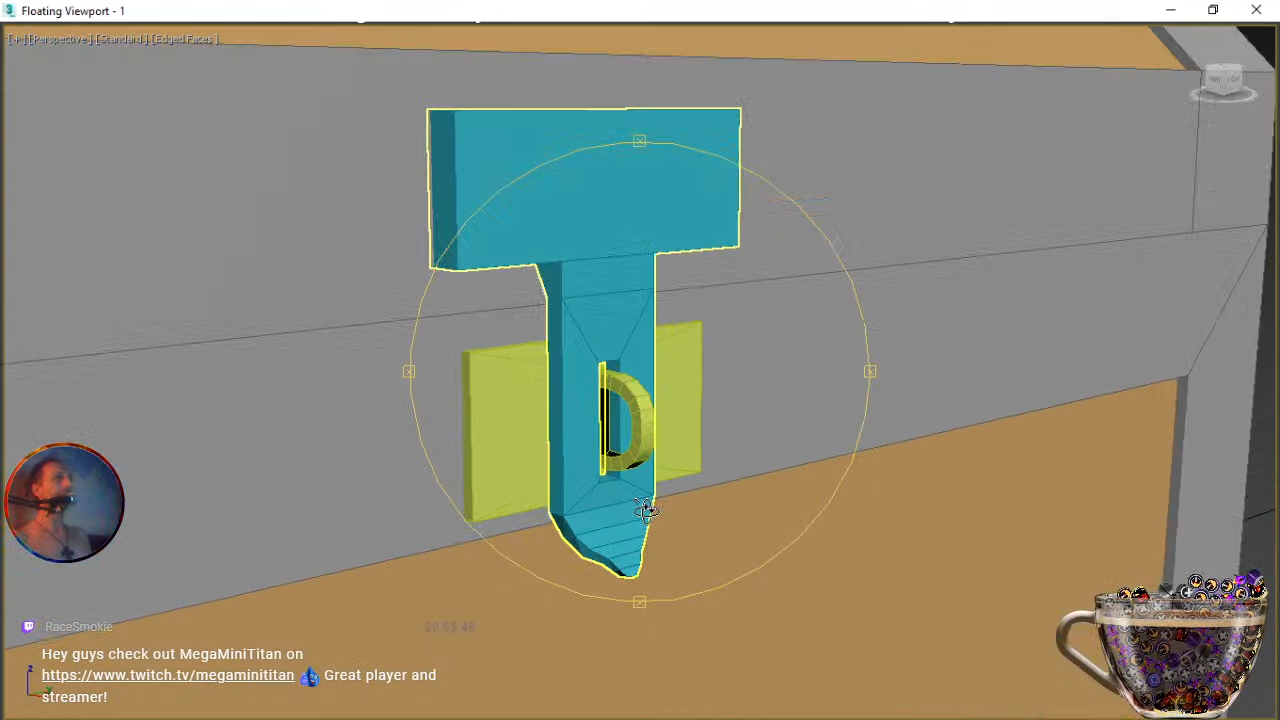 Floating Viewport - 1
[+][Perspective][Standard][Edged Faces]
RaceSmokie
Hey guys check out MegaMiniTitan on
https://www.twitch.tv/megaminititan Great player and
streamer!